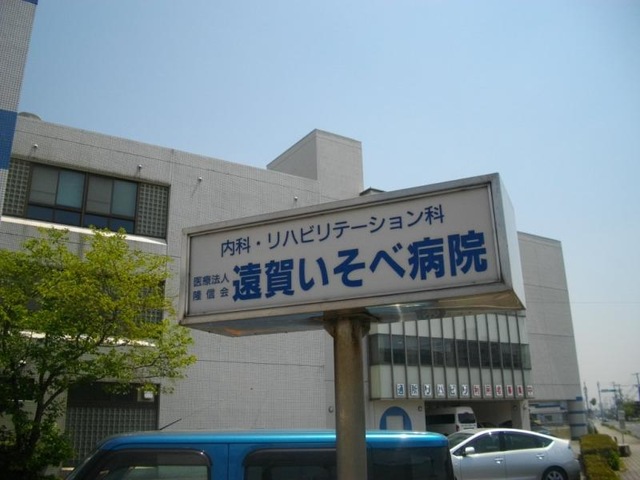 内科・リハビリテーション科
医療法人
隆信会
遠賀いそべ病院